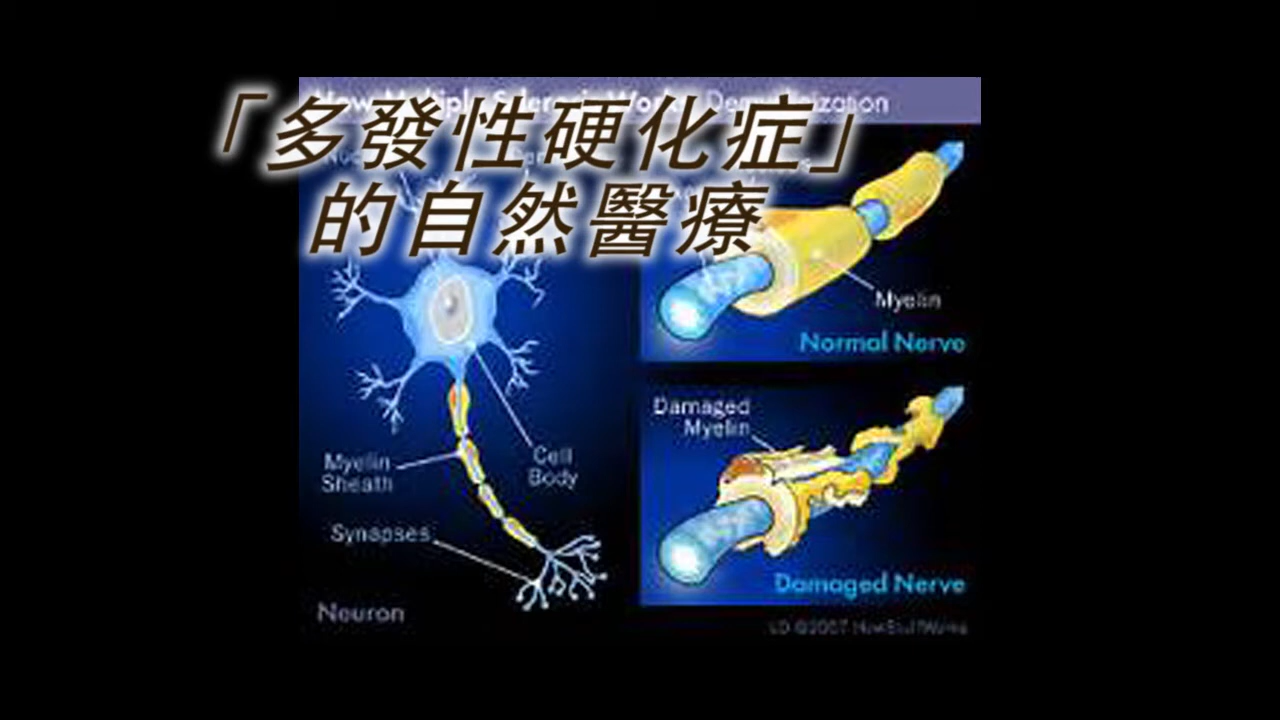 「多發性硬化症」
的自然醫療
Myelin
Normal Nerve
Damaged
Myelin
Cell
Body
Myelin
Sheath
Synapses
Neuron
Damaged Nerve